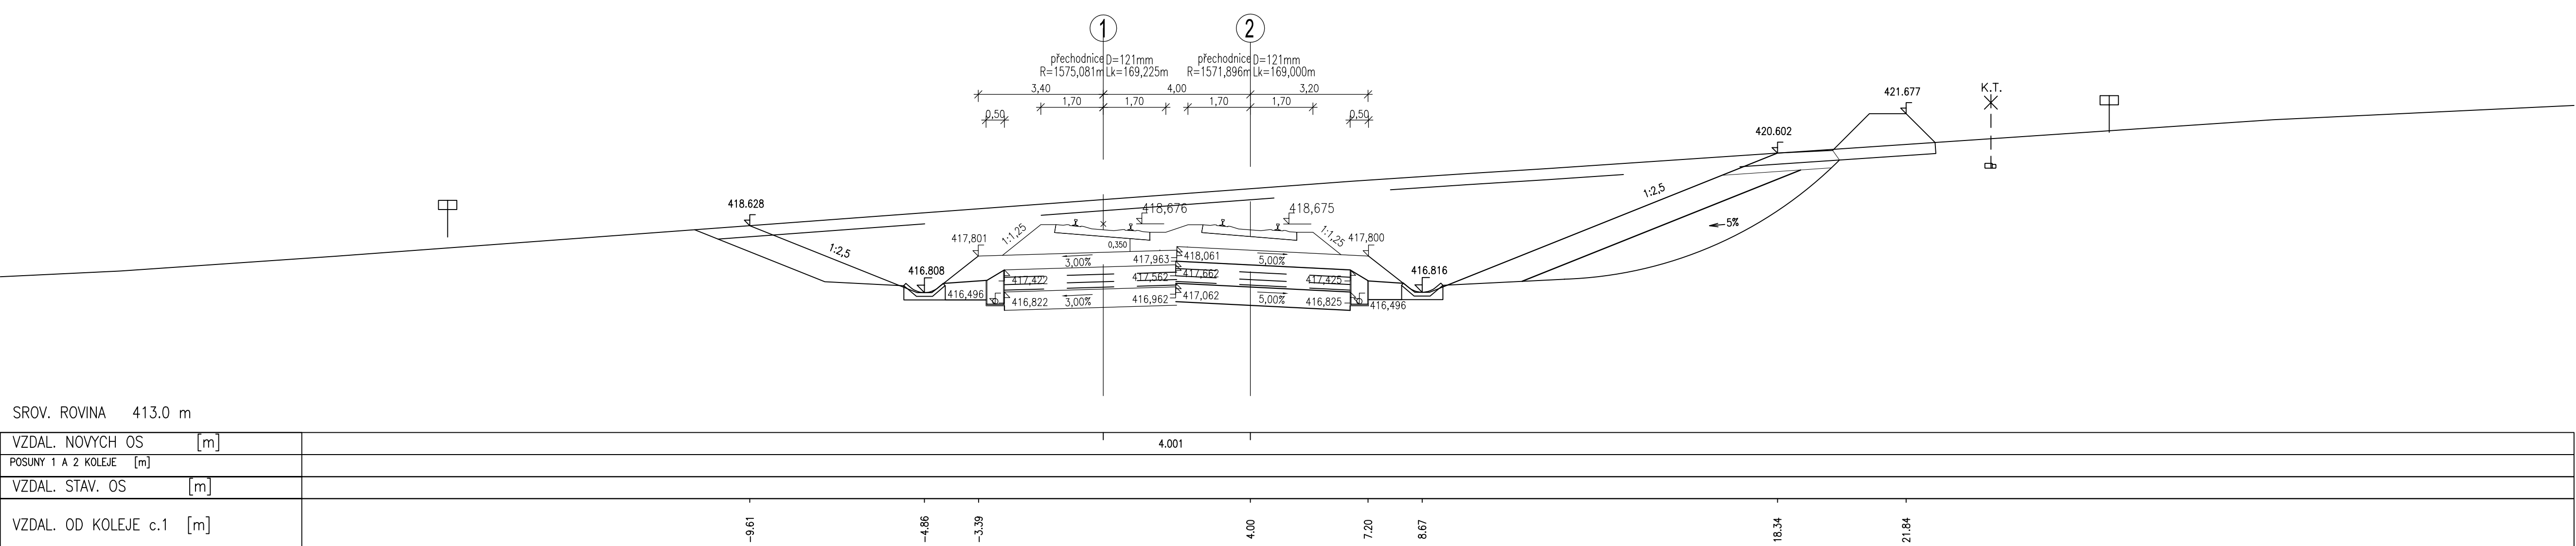 1 2
přechodnice D=121mm přechodnice D=121mm
R=1575,081m Lk=169,225m R=1571,896m Lk=169,000m
3,40 4,00 3,20
1,70 1,70 1,70 1,70
0,50 0,50
K.T.
421.677
420.602
1:2,5
418.628
418,676 418,675
5%
417,801 1:1,25 1:1,25 417,800
1:2,5
0,350
3,00% 417,963 418,061 5,00%
416.808 416.816
417,422 417,562 417,662 417,425
416,496 416,822 3,00% 416,962 417,062 5,00% 416,825 416,496
SROV. ROVINA 413.0 m
VZDAL. NOVYCH OS [m] 4.001
POSUNY 1 A 2 KOLEJE [m]
VZDAL. STAV. OS [m]
VZDAL. OD KOLEJE c.1 [m] -9.61 -4.86 -3.39 4.00 7.20 8.67 18.34 21.84